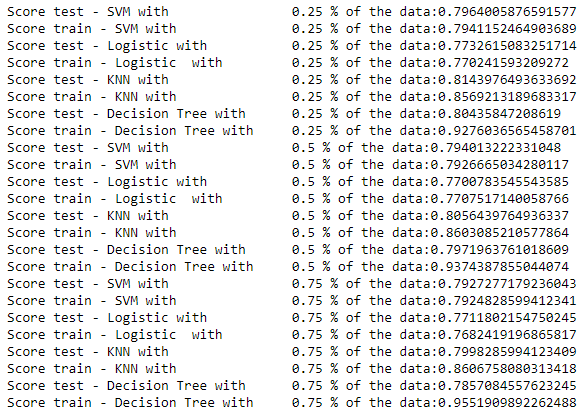 Score test - SVM with 0.25 % of the data:0.7964005876591577
Score train - SVM with 0.25 % of the data:0.7941152464903689
Score test - Logistic with 0.25 % of the data:0.7732615083251714
Score train - Logistic  with 0.25 % of the data:0.770241593209272
Score test - KNN with 0.25 % of the data:0.8143976493633692
Score train - KNN with 0.25 % of the data:0.8569213189683317
Score test - Decision Tree with 0.25 % of the data:0.80435847208619
Score train - Decision Tree with 0.25 % of the data:0.9276036565458701
Score test - SVM with 0.5 % of the data:0.794013222331048
Score train - SVM with 0.5 % of the data:0.7926665034280117
Score test - Logistic with 0.5 % of the data:0.7700783545543585
Score train - Logistic  with 0.5 % of the data:0.7707517140058766
Score test - KNN with 0.5 % of the data:0.8056439764936337
Score train - KNN with 0.5 % of the data:0.8603085210577864
Score test - Decision Tree with 0.5 % of the data:0.7971963761018609
Score train - Decision Tree with 0.5 % of the data:0.9374387855044074
Score test - SVM with 0.75 % of the data:0.7927277179236043
Score train - SVM with 0.75 % of the data:0.7924828599412341
Score test - Logistic with 0.75 % of the data:0.7711802154750245
Score train - Logistic  with 0.75 % of the data:0.7682419196865817
Score test - KNN with 0.75 % of the data:0.7998285994123409
Score train - KNN with 0.75 % of the data:0.8606758080313418
Score test - Decision Tree with 0.75 % of the data:0.7857084557623245
Score train - Decision Tree with 0.75 % of the data:0.9551909892262488